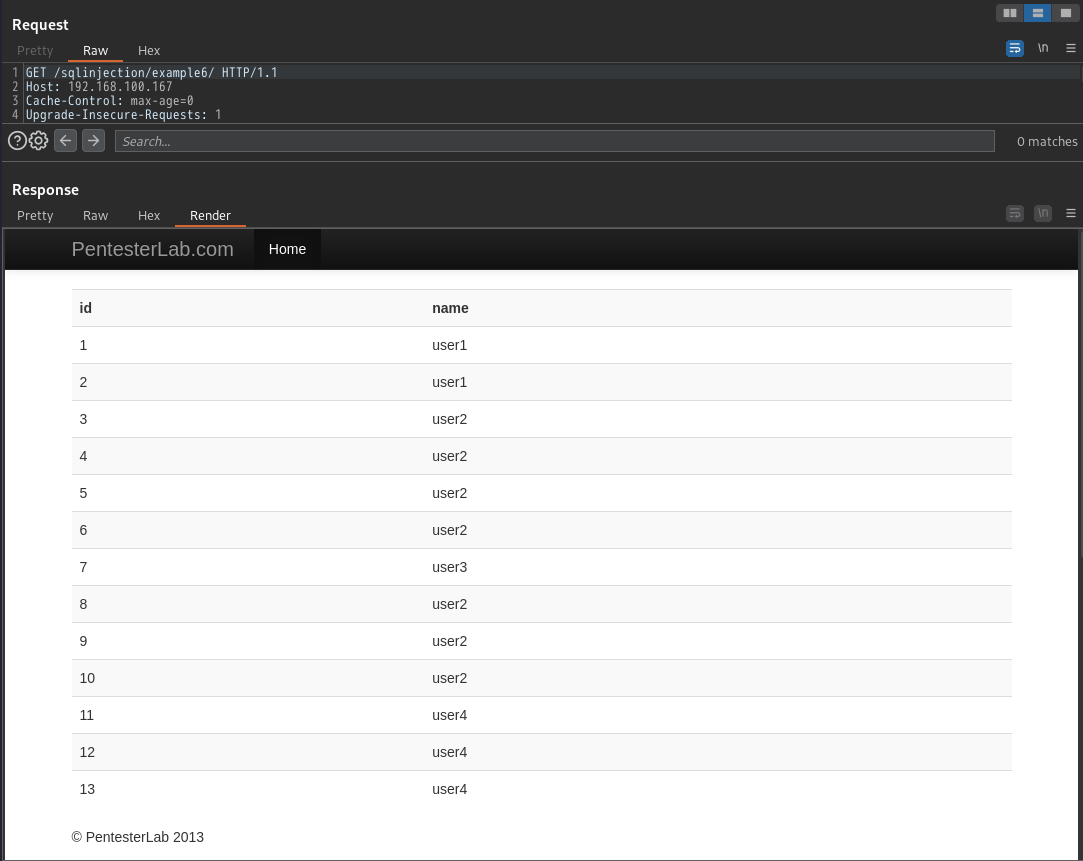 Request
Pretty Raw Hex \n
1 GET /sqlinjection/example6/ HTTP/1.1
2 Host: 192.168.100.167
3 Cache-Control: max-age=0
4 Upgrade-Insecure-Requests: 1
? Search... 0 matches
Response
Pretty Raw Hex Render \n
PentesterLab.com Home
id name
1 user1
2 user1
3 user2
4 user2
5 user2
6 user2
7 user3
8 user2
9 user2
10 user2
11 user4
12 user4
13 user4
© PentesterLab 2013